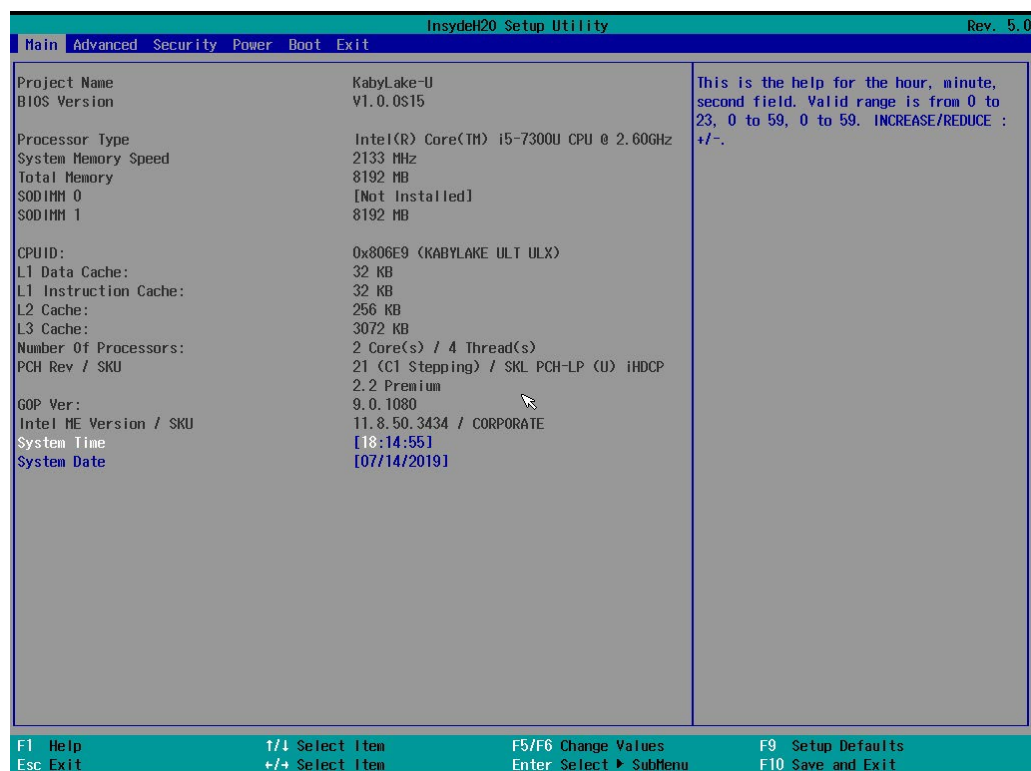 InsydeH20 Setup Utility Rev. 5.0
Main Advanced Security Power Boot Exit
Project Name KabyLake-U
BIOS Version V1.0.0S15
Processor Type Intel(R) Core(TM) i5-7300U CPU @ 2.60GHz
System Memory Speed 2133 MHz
Total Memory 8192 MB
SODIMM 0 [Not Installed]
SODIMM 1 8192 MB
CPUID: 0x806E9 (KABYLAKE ULT ULX)
L1 Data Cache: 32 KB
L1 Instruction Cache: 32 KB
L2 Cache: 256 KB
L3 Cache: 3072 KB
Number Of Processors: 2 Core(s) / 4 Thread(s)
PCH Rev / SKU 21 (C1 Stepping) / SKL PCH-LP (U) iHDCP
2.2 Premium
GOP Ver: 9.0.1080
Intel ME Version / SKU 11.8.50.3434 / CORPORATE
System Time [18:14:55]
System Date [07/14/2019]
This is the help for the hour, minute,
second field. Valid range is from 0 to
23, 0 to 59, 0 to 59. INCREASE/REDUCE :
+/-.
F1 Help ↑/↓ Select Item F5/F6 Change Values F9 Setup Defaults
Esc Exit ←/→ Select Item Enter Select ▶ SubMenu F10 Save and Exit